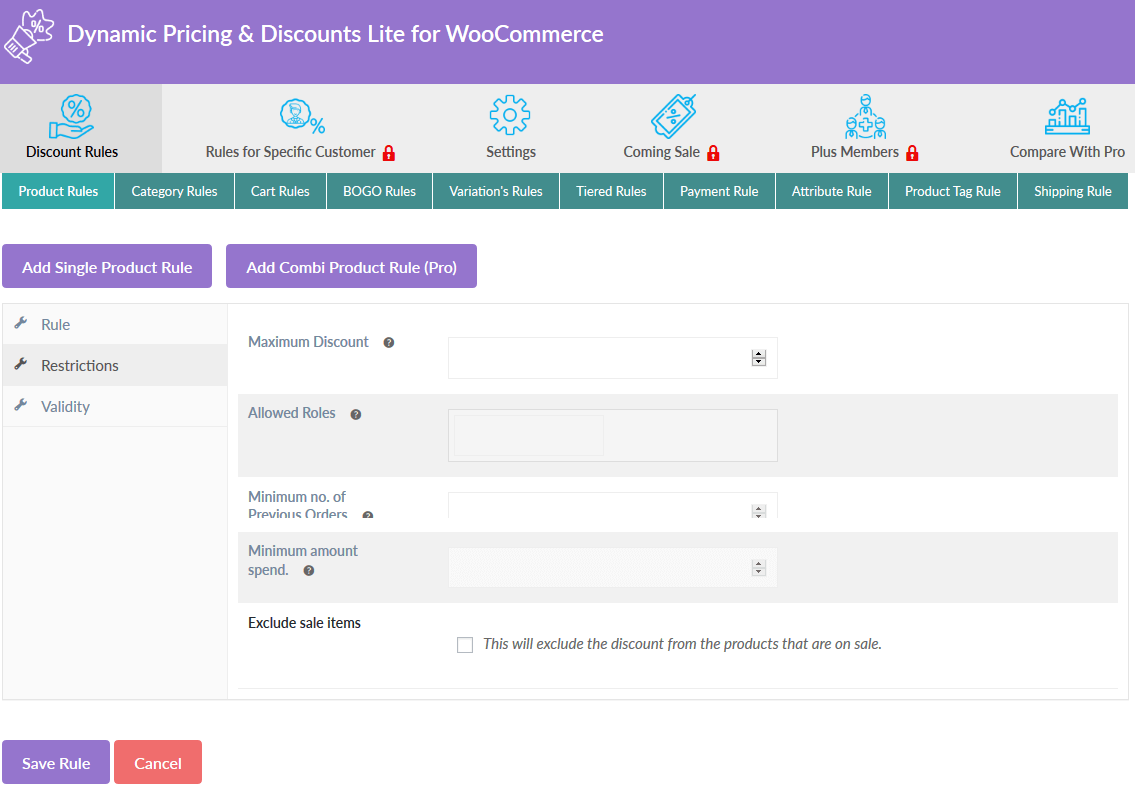 Dynamic Pricing & Discounts Lite for WooCommerce
Discount Rules
Rules for Specific Customer
Settings
Coming Sale
Plus Members
Compare With Pro
Product Rules
Category Rules
Cart Rules
BOGO Rules
Variation's Rules
Tiered Rules
Payment Rule
Attribute Rule
Product Tag Rule
Shipping Rule
Add Single Product Rule
Add Combi Product Rule (Pro)
Rule
Restrictions
Validity
Maximum Discount
Allowed Roles
Minimum no. of
Previous Orders
Minimum amount
spend.
Exclude sale items
This will exclude the discount from the products that are on sale.
Save Rule
Cancel